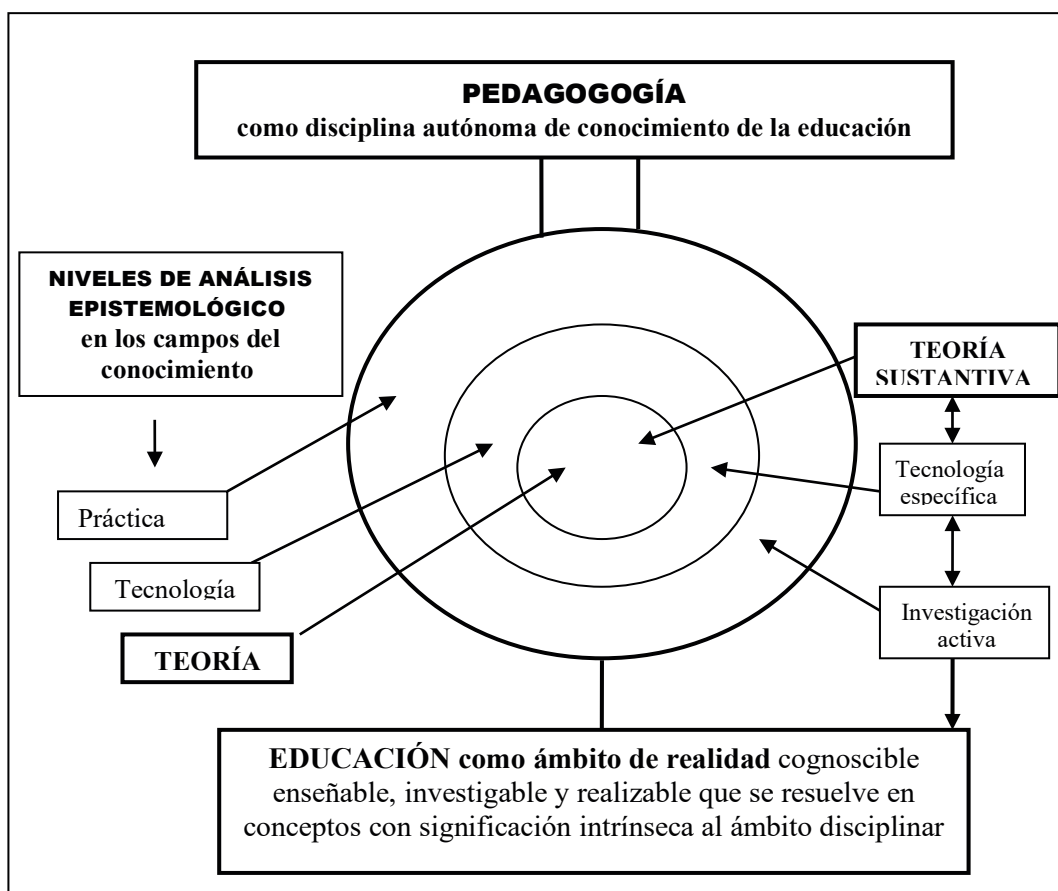 PEDAGOGOGÍA
como disciplina autónoma de conocimiento de la educación
NIVELES DE ANÁLISIS
EPISTEMOLÓGICO
en los campos del
conocimiento
TEORÍA
SUSTANTIVA
Tecnología
específica
Práctica
Tecnología
Investigación
activa
TEORÍA
EDUCACIÓN como ámbito de realidad cognoscible
enseñable, investigable y realizable que se resuelve en
conceptos con significación intrínseca al ámbito disciplinar